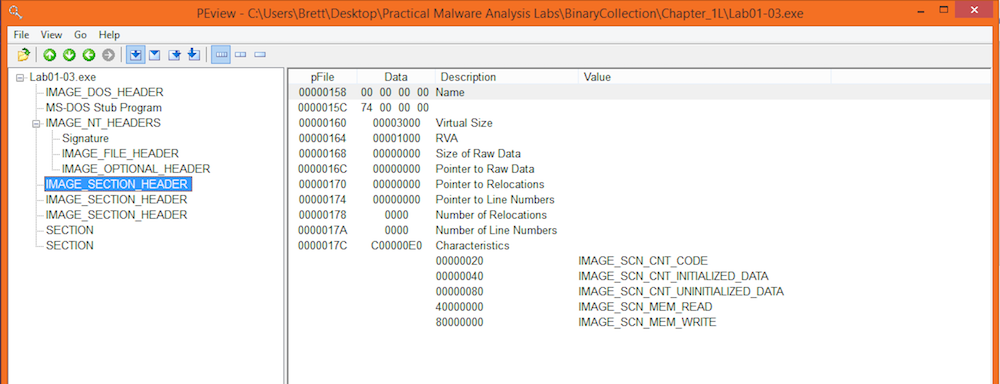 PEview - C:\Users\Brett\Desktop\Practical Malware Analysis Labs\BinaryCollection\Chapter_1L\Lab01-03.exe
File View Go Help
Lab01-03.exe
IMAGE_DOS_HEADER
MS-DOS Stub Program
IMAGE_NT_HEADERS
Signature
IMAGE_FILE_HEADER
IMAGE_OPTIONAL_HEADER
IMAGE_SECTION_HEADER
IMAGE_SECTION_HEADER
IMAGE_SECTION_HEADER
SECTION
SECTION
pFile Data Description Value
00000158 00 00 00 00 Name
0000015C 74 00 00 00
00000160 00003000 Virtual Size
00000164 00001000 RVA
00000168 00000000 Size of Raw Data
0000016C 00000000 Pointer to Raw Data
00000170 00000000 Pointer to Relocations
00000174 00000000 Pointer to Line Numbers
00000178 0000 Number of Relocations
0000017A 0000 Number of Line Numbers
0000017C C00000E0 Characteristics
00000020 IMAGE_SCN_CNT_CODE
00000040 IMAGE_SCN_CNT_INITIALIZED_DATA
00000080 IMAGE_SCN_CNT_UNINITIALIZED_DATA
40000000 IMAGE_SCN_MEM_READ
80000000 IMAGE_SCN_MEM_WRITE